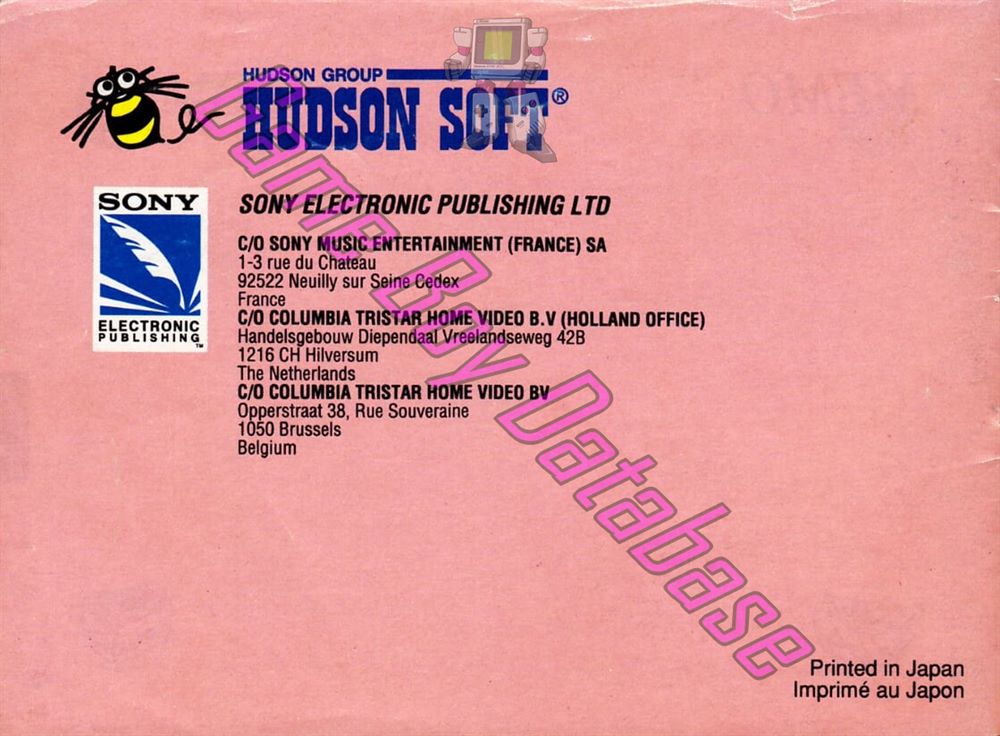 HUDSON GROUP
HUDSON SOFT®
SONY
ELECTRONIC
PUBLISHING™
SONY ELECTRONIC PUBLISHING LTD
C/O SONY MUSIC ENTERTAINMENT (FRANCE) SA
1-3 rue du Chateau
92522 Neuilly sur Seine Cedex
France
C/O COLUMBIA TRISTAR HOME VIDEO B.V (HOLLAND OFFICE)
Handelsgebouw Diependaal Vreelandseweg 42B
1216 CH Hilversum
The Netherlands
C/O COLUMBIA TRISTAR HOME VIDEO BV
Opperstraat 38, Rue Souveraine
1050 Brussels
Belgium
Game Boy Database
Printed in Japan
Imprimé au Japon